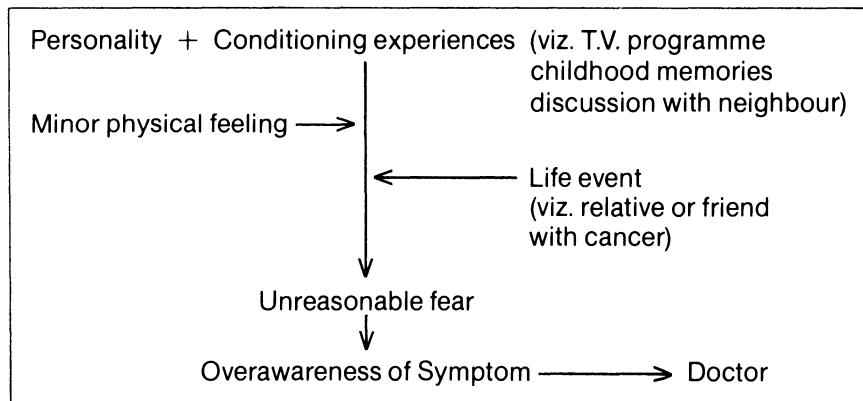 Personality + Conditioning experiences (viz. T.V. programme
childhood memories
discussion with neighbour)
Minor physical feeling
Life event
(viz. relative or friend
with cancer)
Unreasonable fear
Overawareness of Symptom Doctor